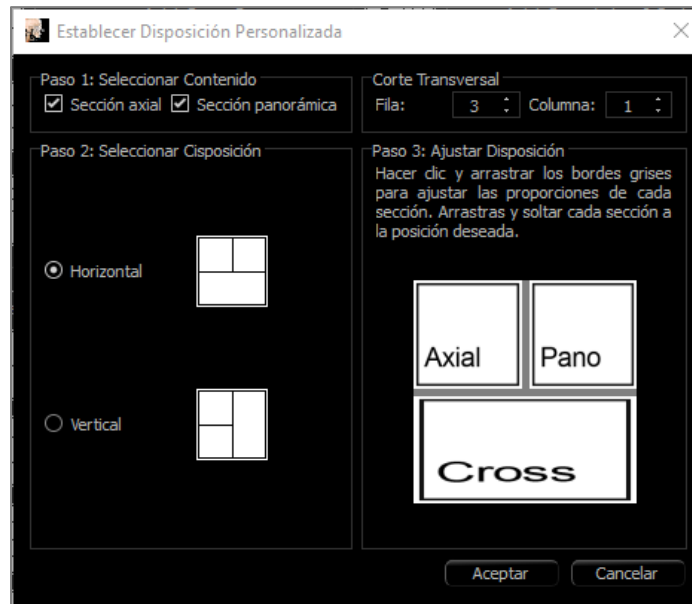 Establecer Disposición Personalizada
Paso 1: Seleccionar Contenido
Sección axial Sección panorámica
Corte Transversal
Fila: 3 Columna: 1
Paso 2: Seleccionar Cisposición
Horizontal
Vertical
Paso 3: Ajustar Disposición
Hacer clic y arrastrar los bordes grises
para ajustar las proporciones de cada
sección. Arrastras y soltar cada sección a
la posición deseada.
Axial Pano
Cross
Aceptar Cancelar